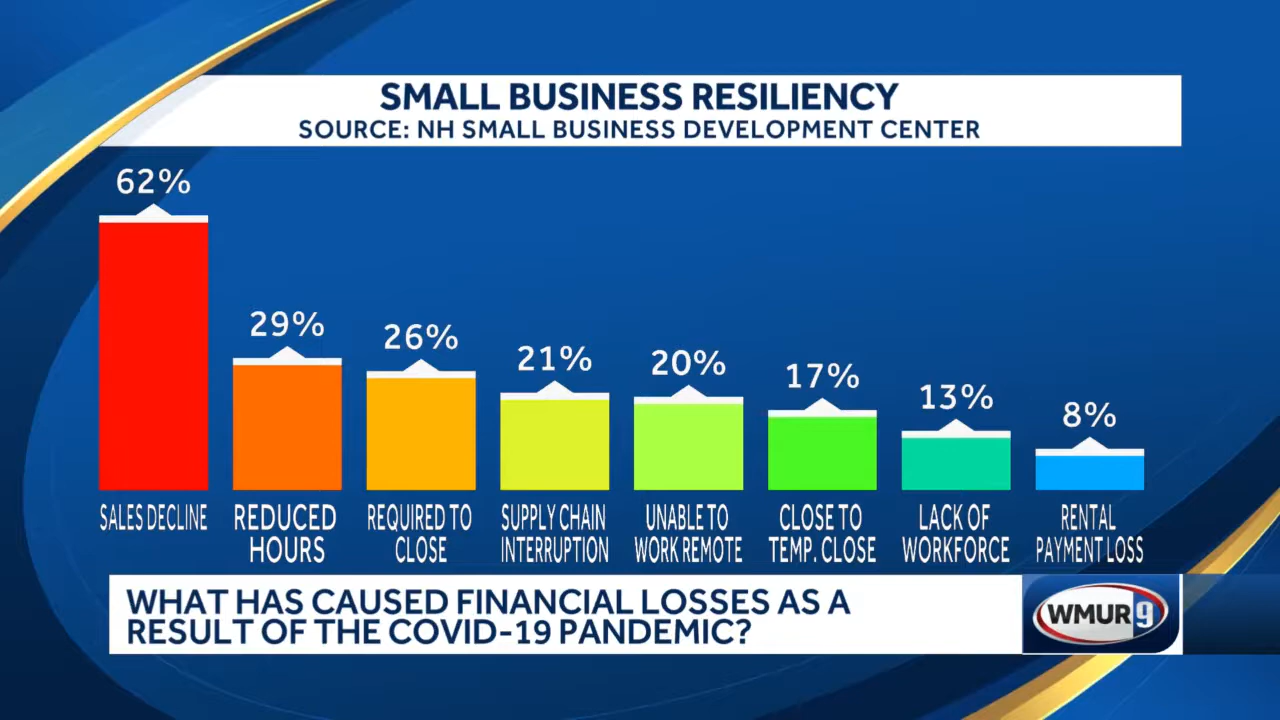 SMALL BUSINESS RESILIENCY
SOURCE: NH SMALL BUSINESS DEVELOPMENT CENTER
62%
29%
26%
21%
20%
17%
13%
8%
SALES DECLINE
REDUCED
HOURS
REQUIRED TO
CLOSE
SUPPLY CHAIN
INTERRUPTION
UNABLE TO
WORK REMOTE
CLOSE TO
TEMP. CLOSE
LACK OF
WORKFORCE
RENTAL
PAYMENT LOSS
WHAT HAS CAUSED FINANCIAL LOSSES AS A
RESULT OF THE COVID-19 PANDEMIC?
WMUR 9